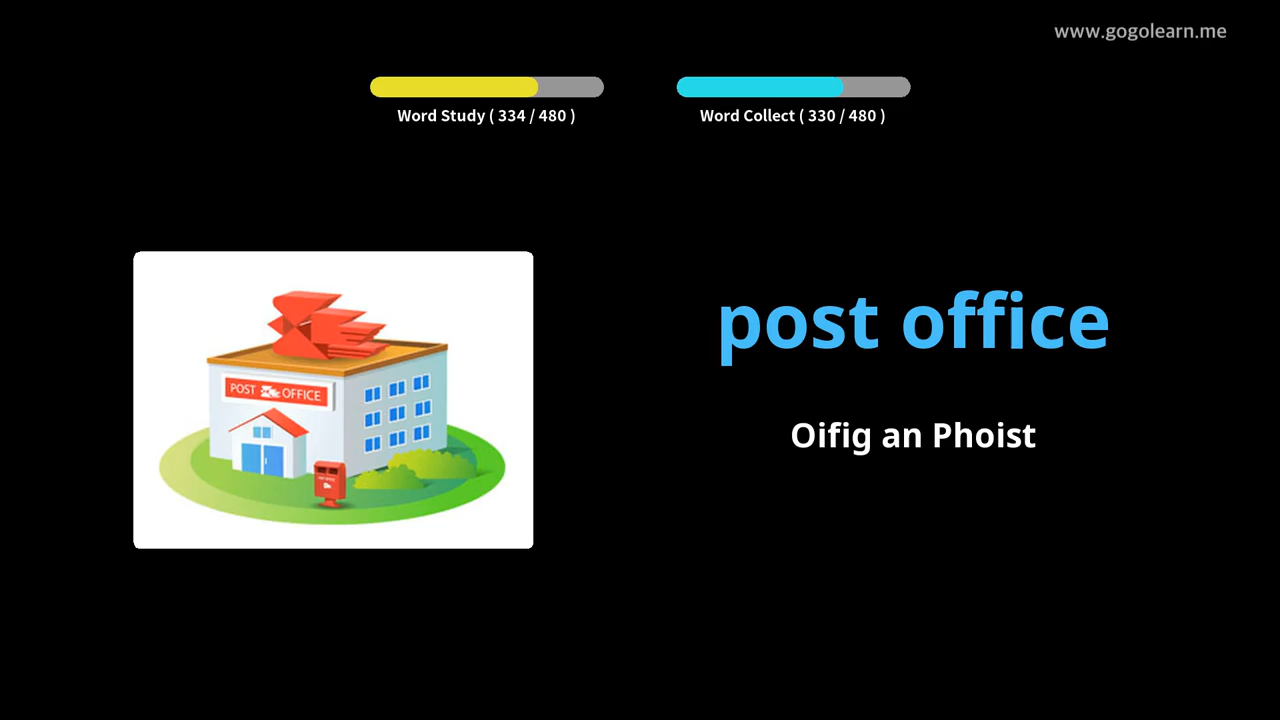 www.gogolearn.me
Word Study ( 334 / 480 )
Word Collect ( 330 / 480 )
post office
Oifig an Phoist
POST OFFICE